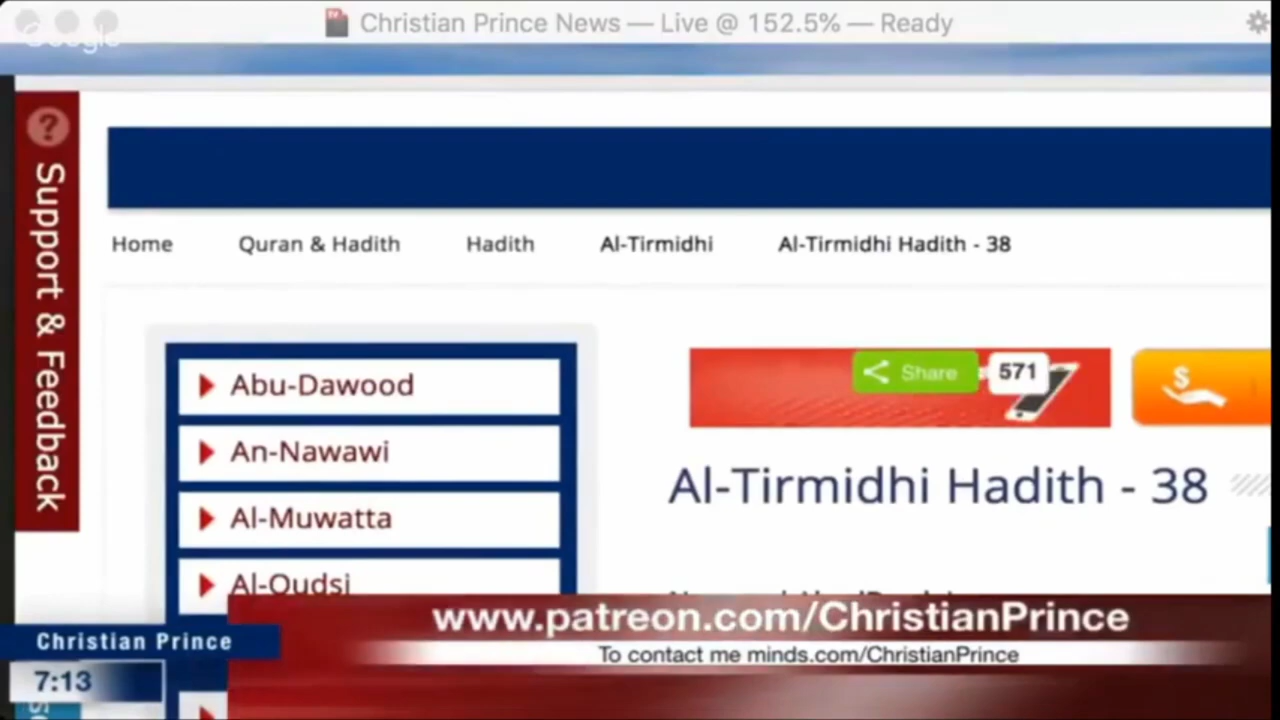 Christian Prince News — Live @ 152.5% — Ready
Google
? Support & Feedback
Home Quran & Hadith Hadith Al-Tirmidhi Al-Tirmidhi Hadith - 38
Abu-Dawood
An-Nawawi
Al-Muwatta
Al-Qudsi
Share 571
$
Al-Tirmidhi Hadith - 38
www.patreon.com/ChristianPrince
To contact me minds.com/ChristianPrince
Christian Prince
7:13